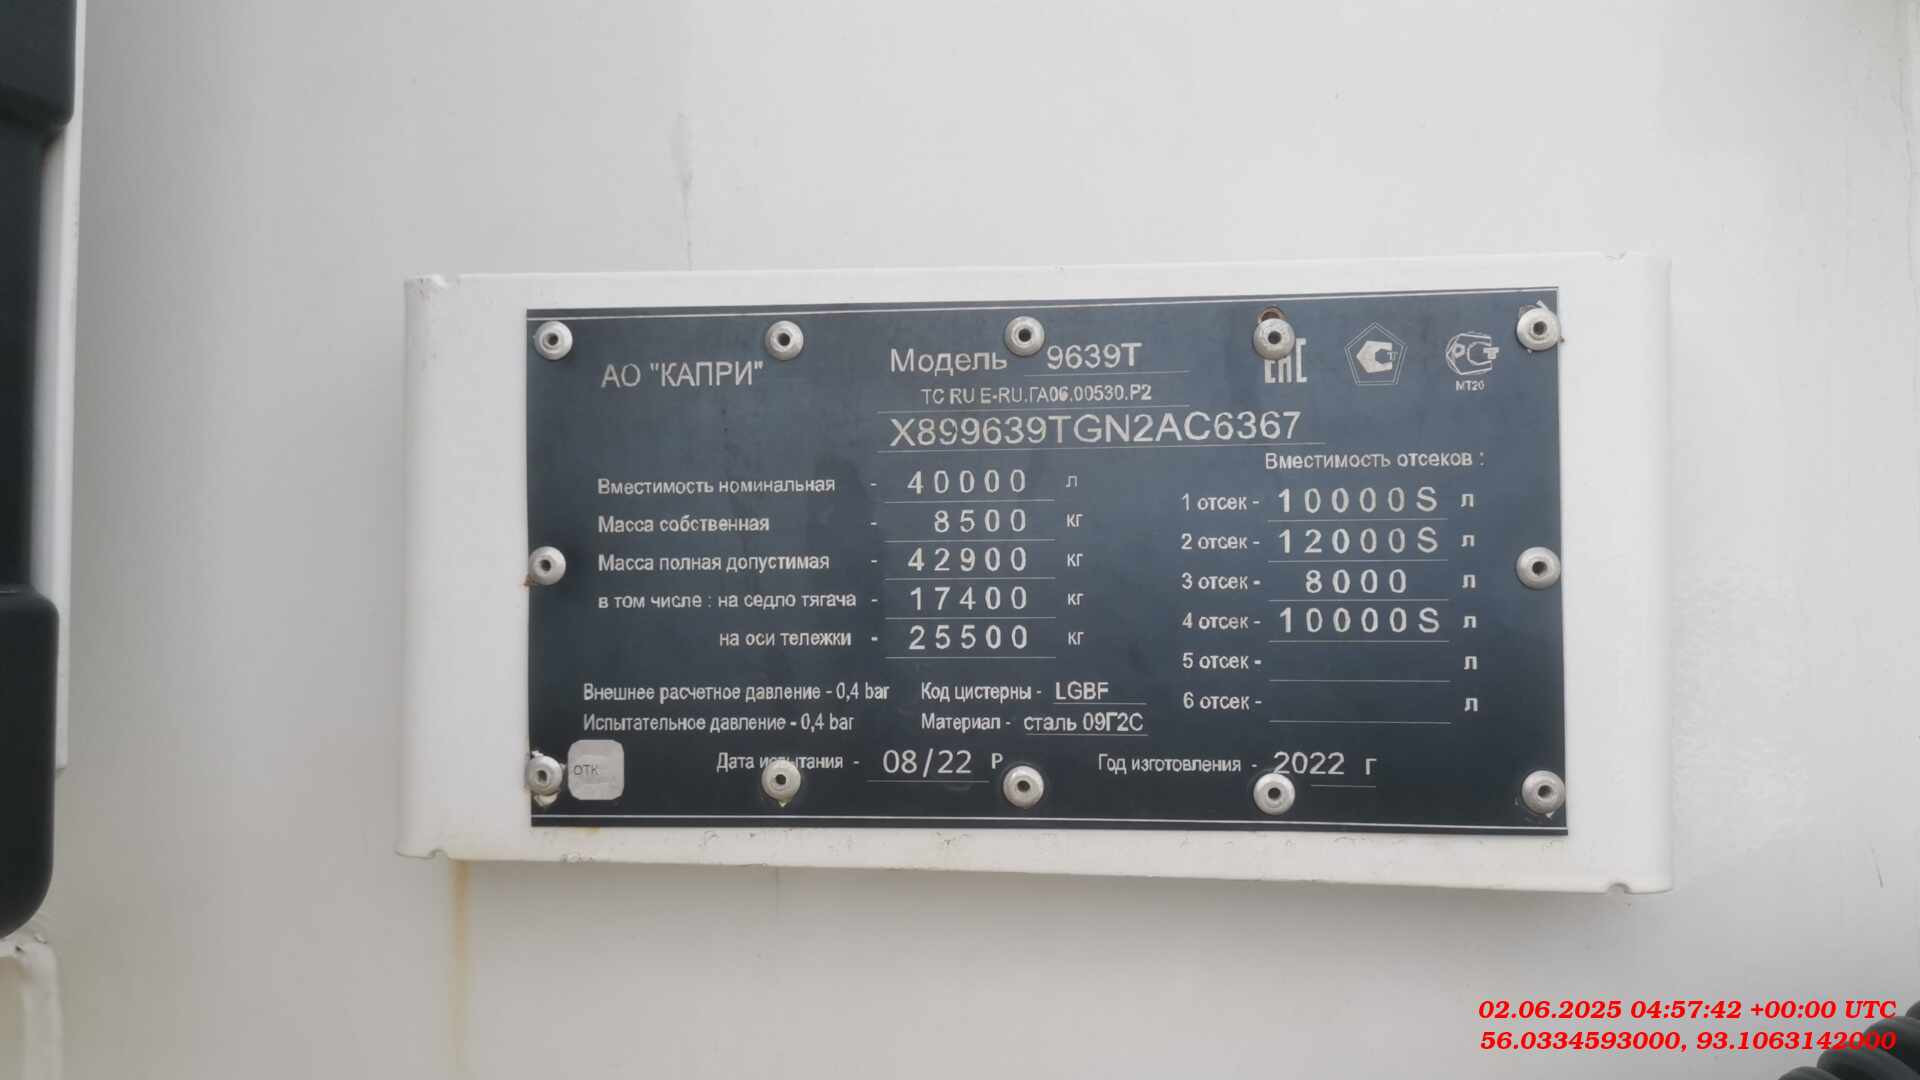 АО "КАПРИ"
Модель 9639Т
ЕАС
МТ20
ТС RU E-RU.ГА06.00530.Р2
X899639TGN2AC6367
Вместимость номинальная - 40000 л
Масса собственная - 8500 кг
Масса полная допустимая - 42900 кг
в том числе : на седло тягача - 17400 кг
на оси тележки - 25500 кг
Вместимость отсеков :
1 отсек - 10000S л
2 отсек - 12000S л
3 отсек - 8000 л
4 отсек - 10000S л
5 отсек - л
6 отсек - л
Внешнее расчетное давление - 0,4 bar Код цистерны - LGBF
Испытательное давление - 0,4 bar Материал - сталь 09Г2С
ОТК
Дата испытания - 08/22 Р Год изготовления - 2022 г
02.06.2025 04:57:42 +00:00 UTC
56.0334593000, 93.1063142000